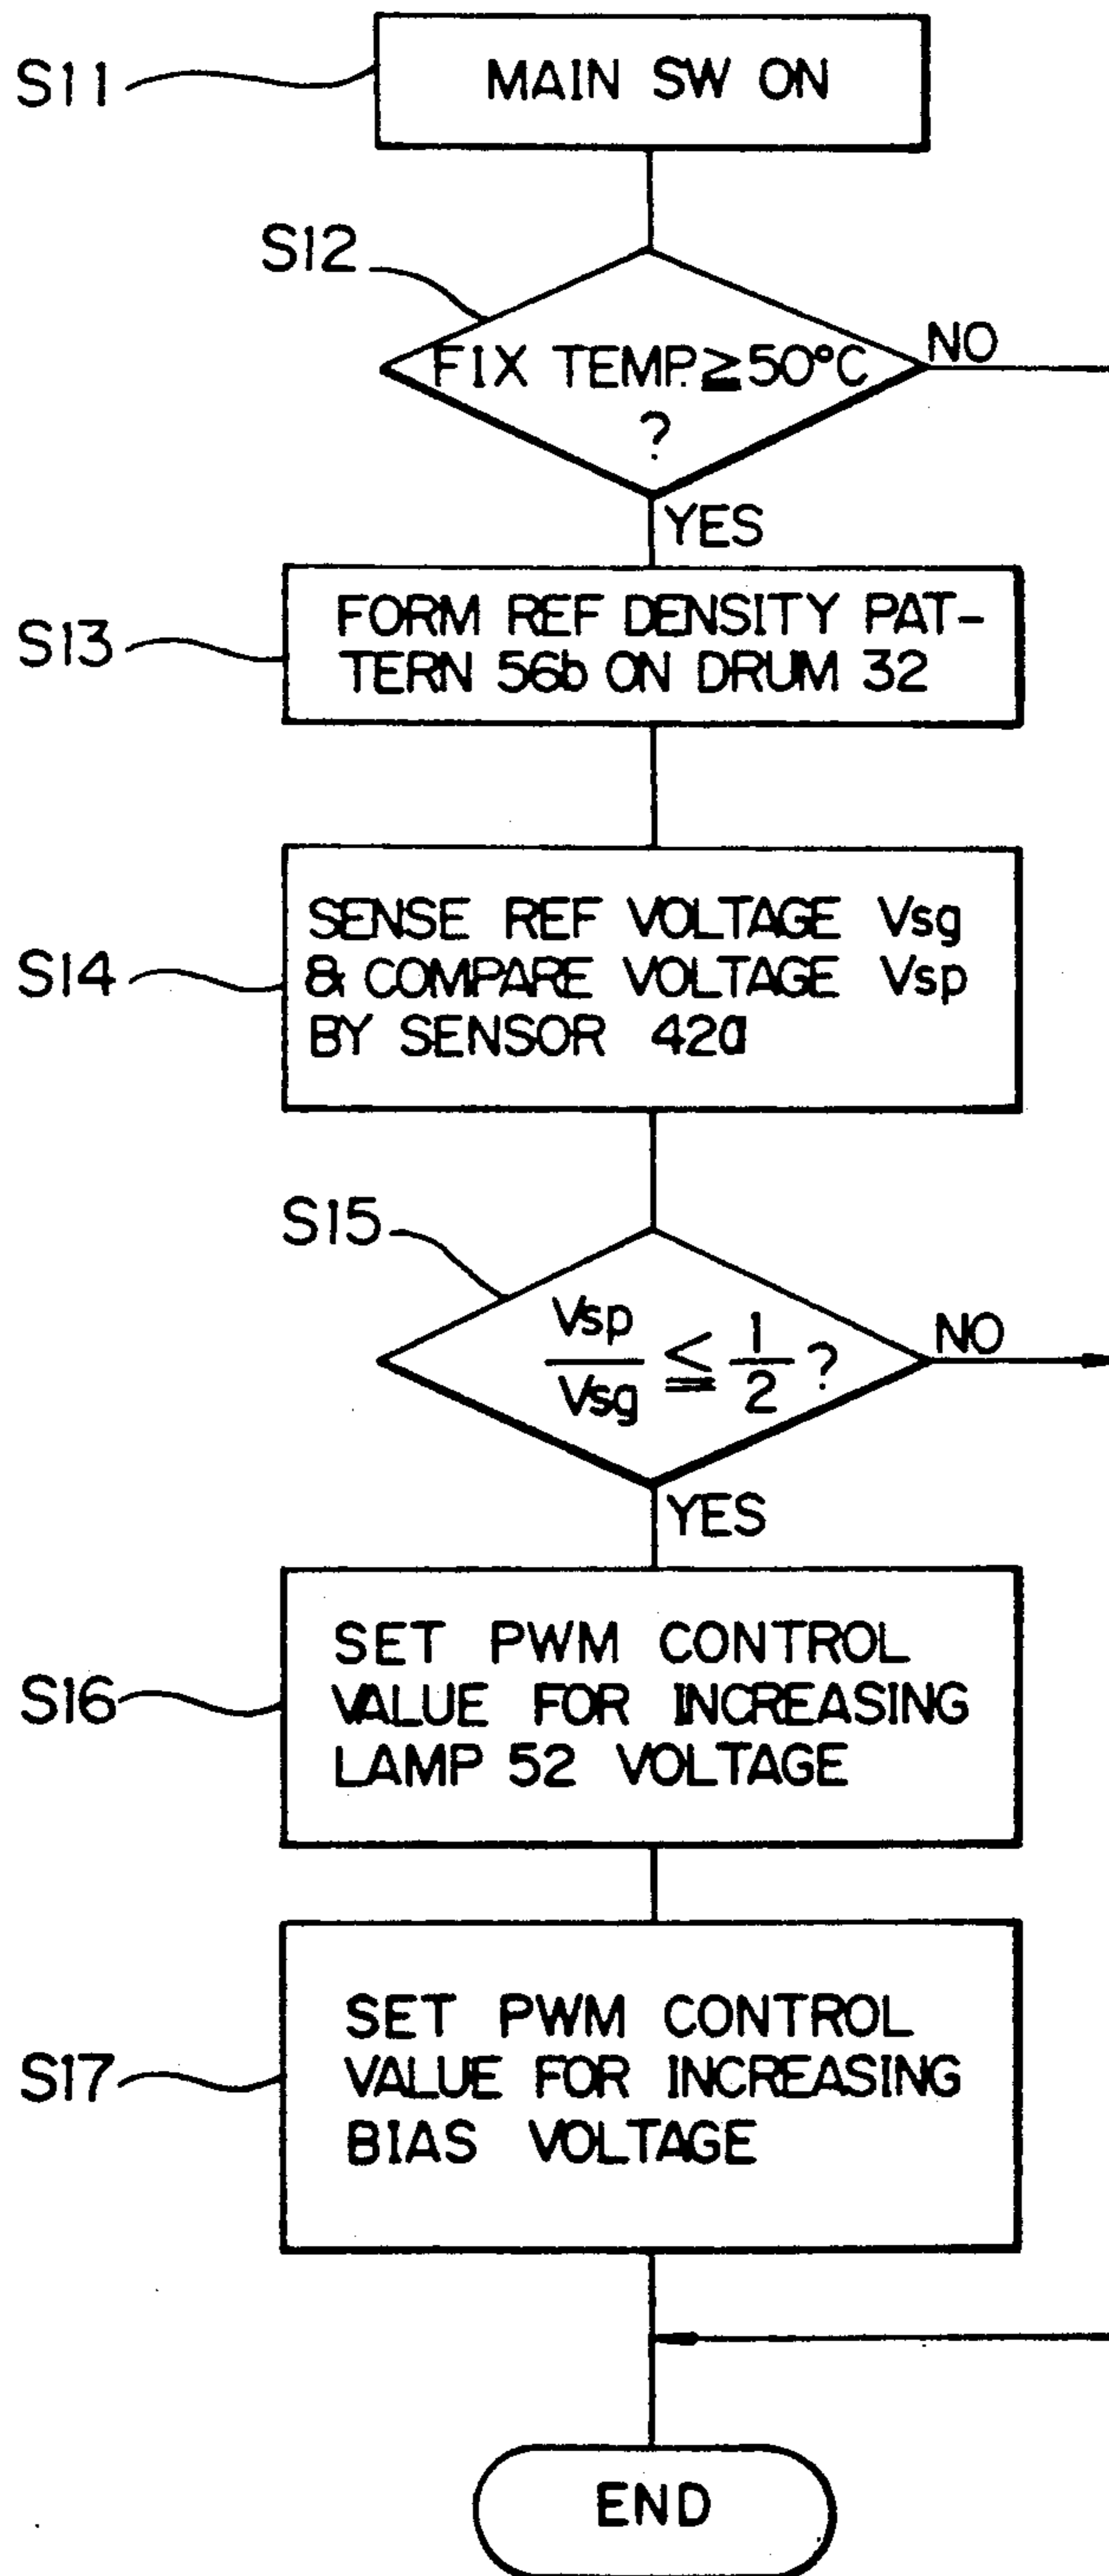 S11
MAIN SW ON
S12
FIX TEMP. ≧ 50°C
?
NO
YES
S13
FORM REF DENSITY PAT-
TERN 56b ON DRUM 32
S14
SENSE REF VOLTAGE Vsg
& COMPARE VOLTAGE Vsp
BY SENSOR 42a
S15
Vsp/Vsg ≦ 1/2 ?
NO
YES
S16
SET PWM CONTROL
VALUE FOR INCREASING
LAMP 52 VOLTAGE
S17
SET PWM CONTROL
VALUE FOR INCREASING
BIAS VOLTAGE
END